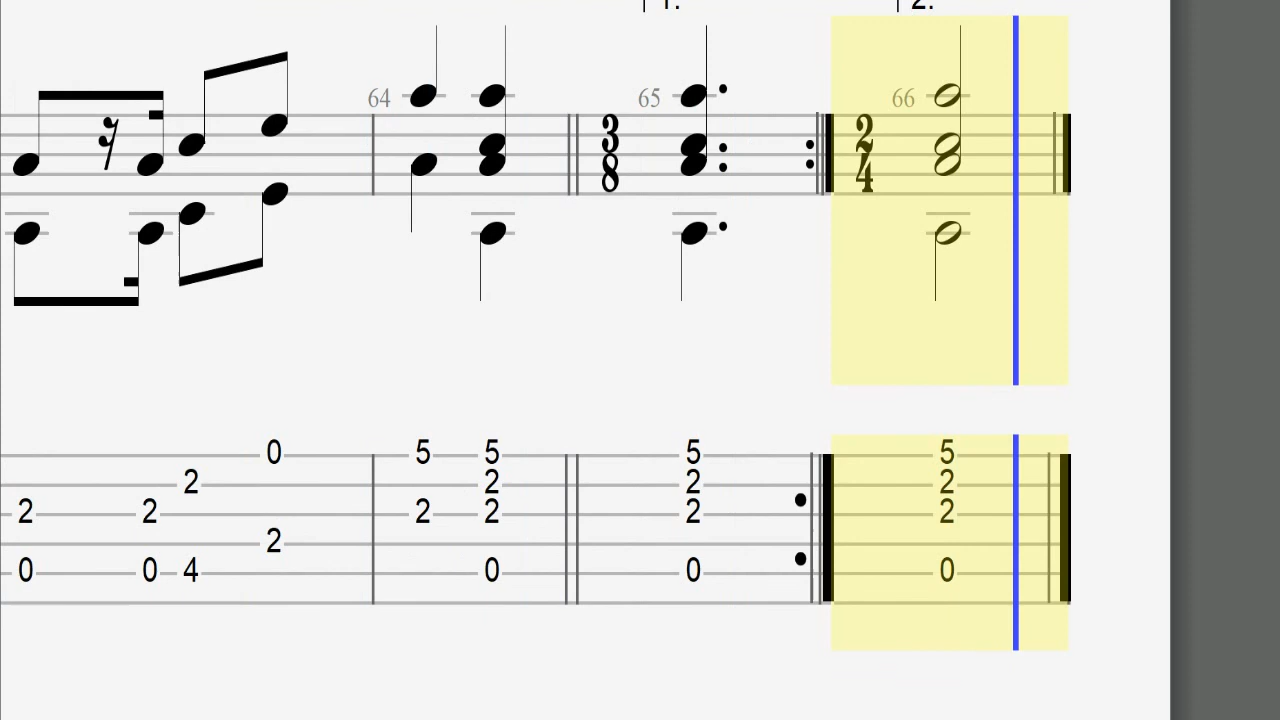 1. 2.
64 65 66
3 2
8 4
0 5 5 5 5
2 2 2 2
2 2 2 2 2 2
2
0 0 4 0 0 0